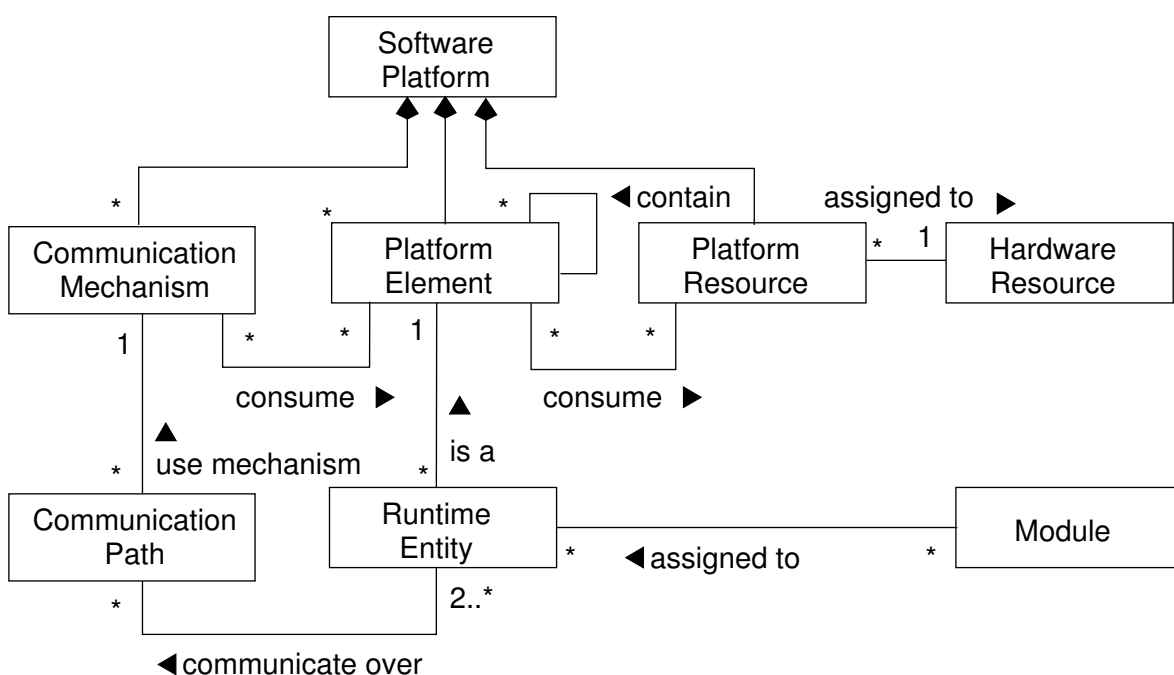 Software
Platform
*
*
*
contain
assigned to
Communication
Mechanism
Platform
Element
Platform
Resource
*
1
Hardware
Resource
1
*
*
1
*
*
consume
consume
*
use mechanism
is a
*
Communication
Path
Runtime
Entity
Module
*
assigned to
*
*
2..*
communicate over